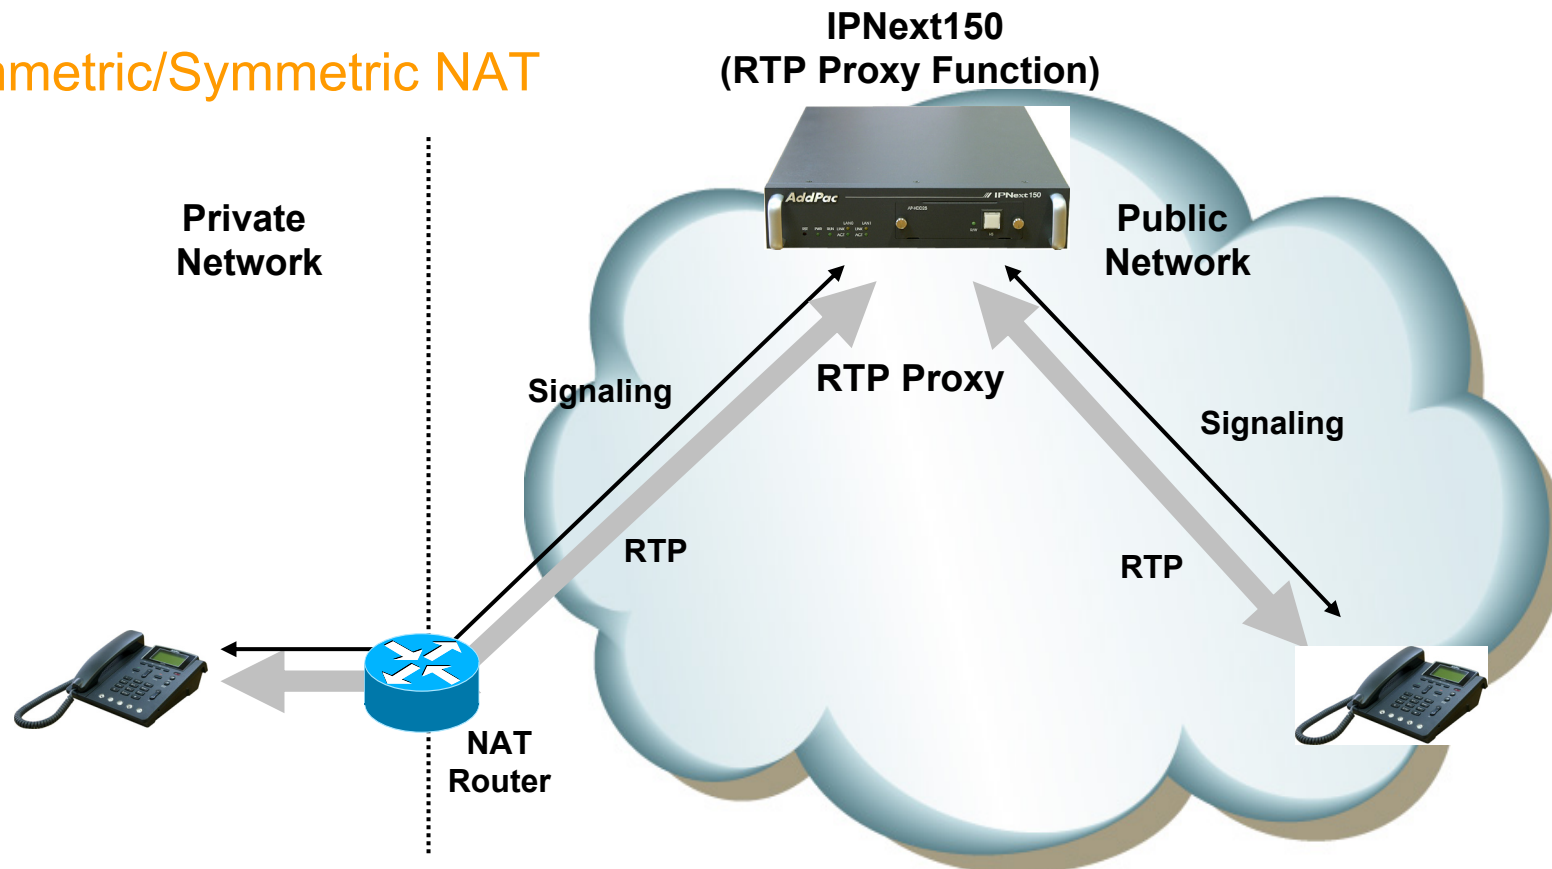 IPNext150
(RTP Proxy Function)
mmetric/Symmetric NAT
AddPac
IPNext150
Private
Network
Public
Network
RTP Proxy
Signaling
Signaling
RTP
RTP
NAT
Router